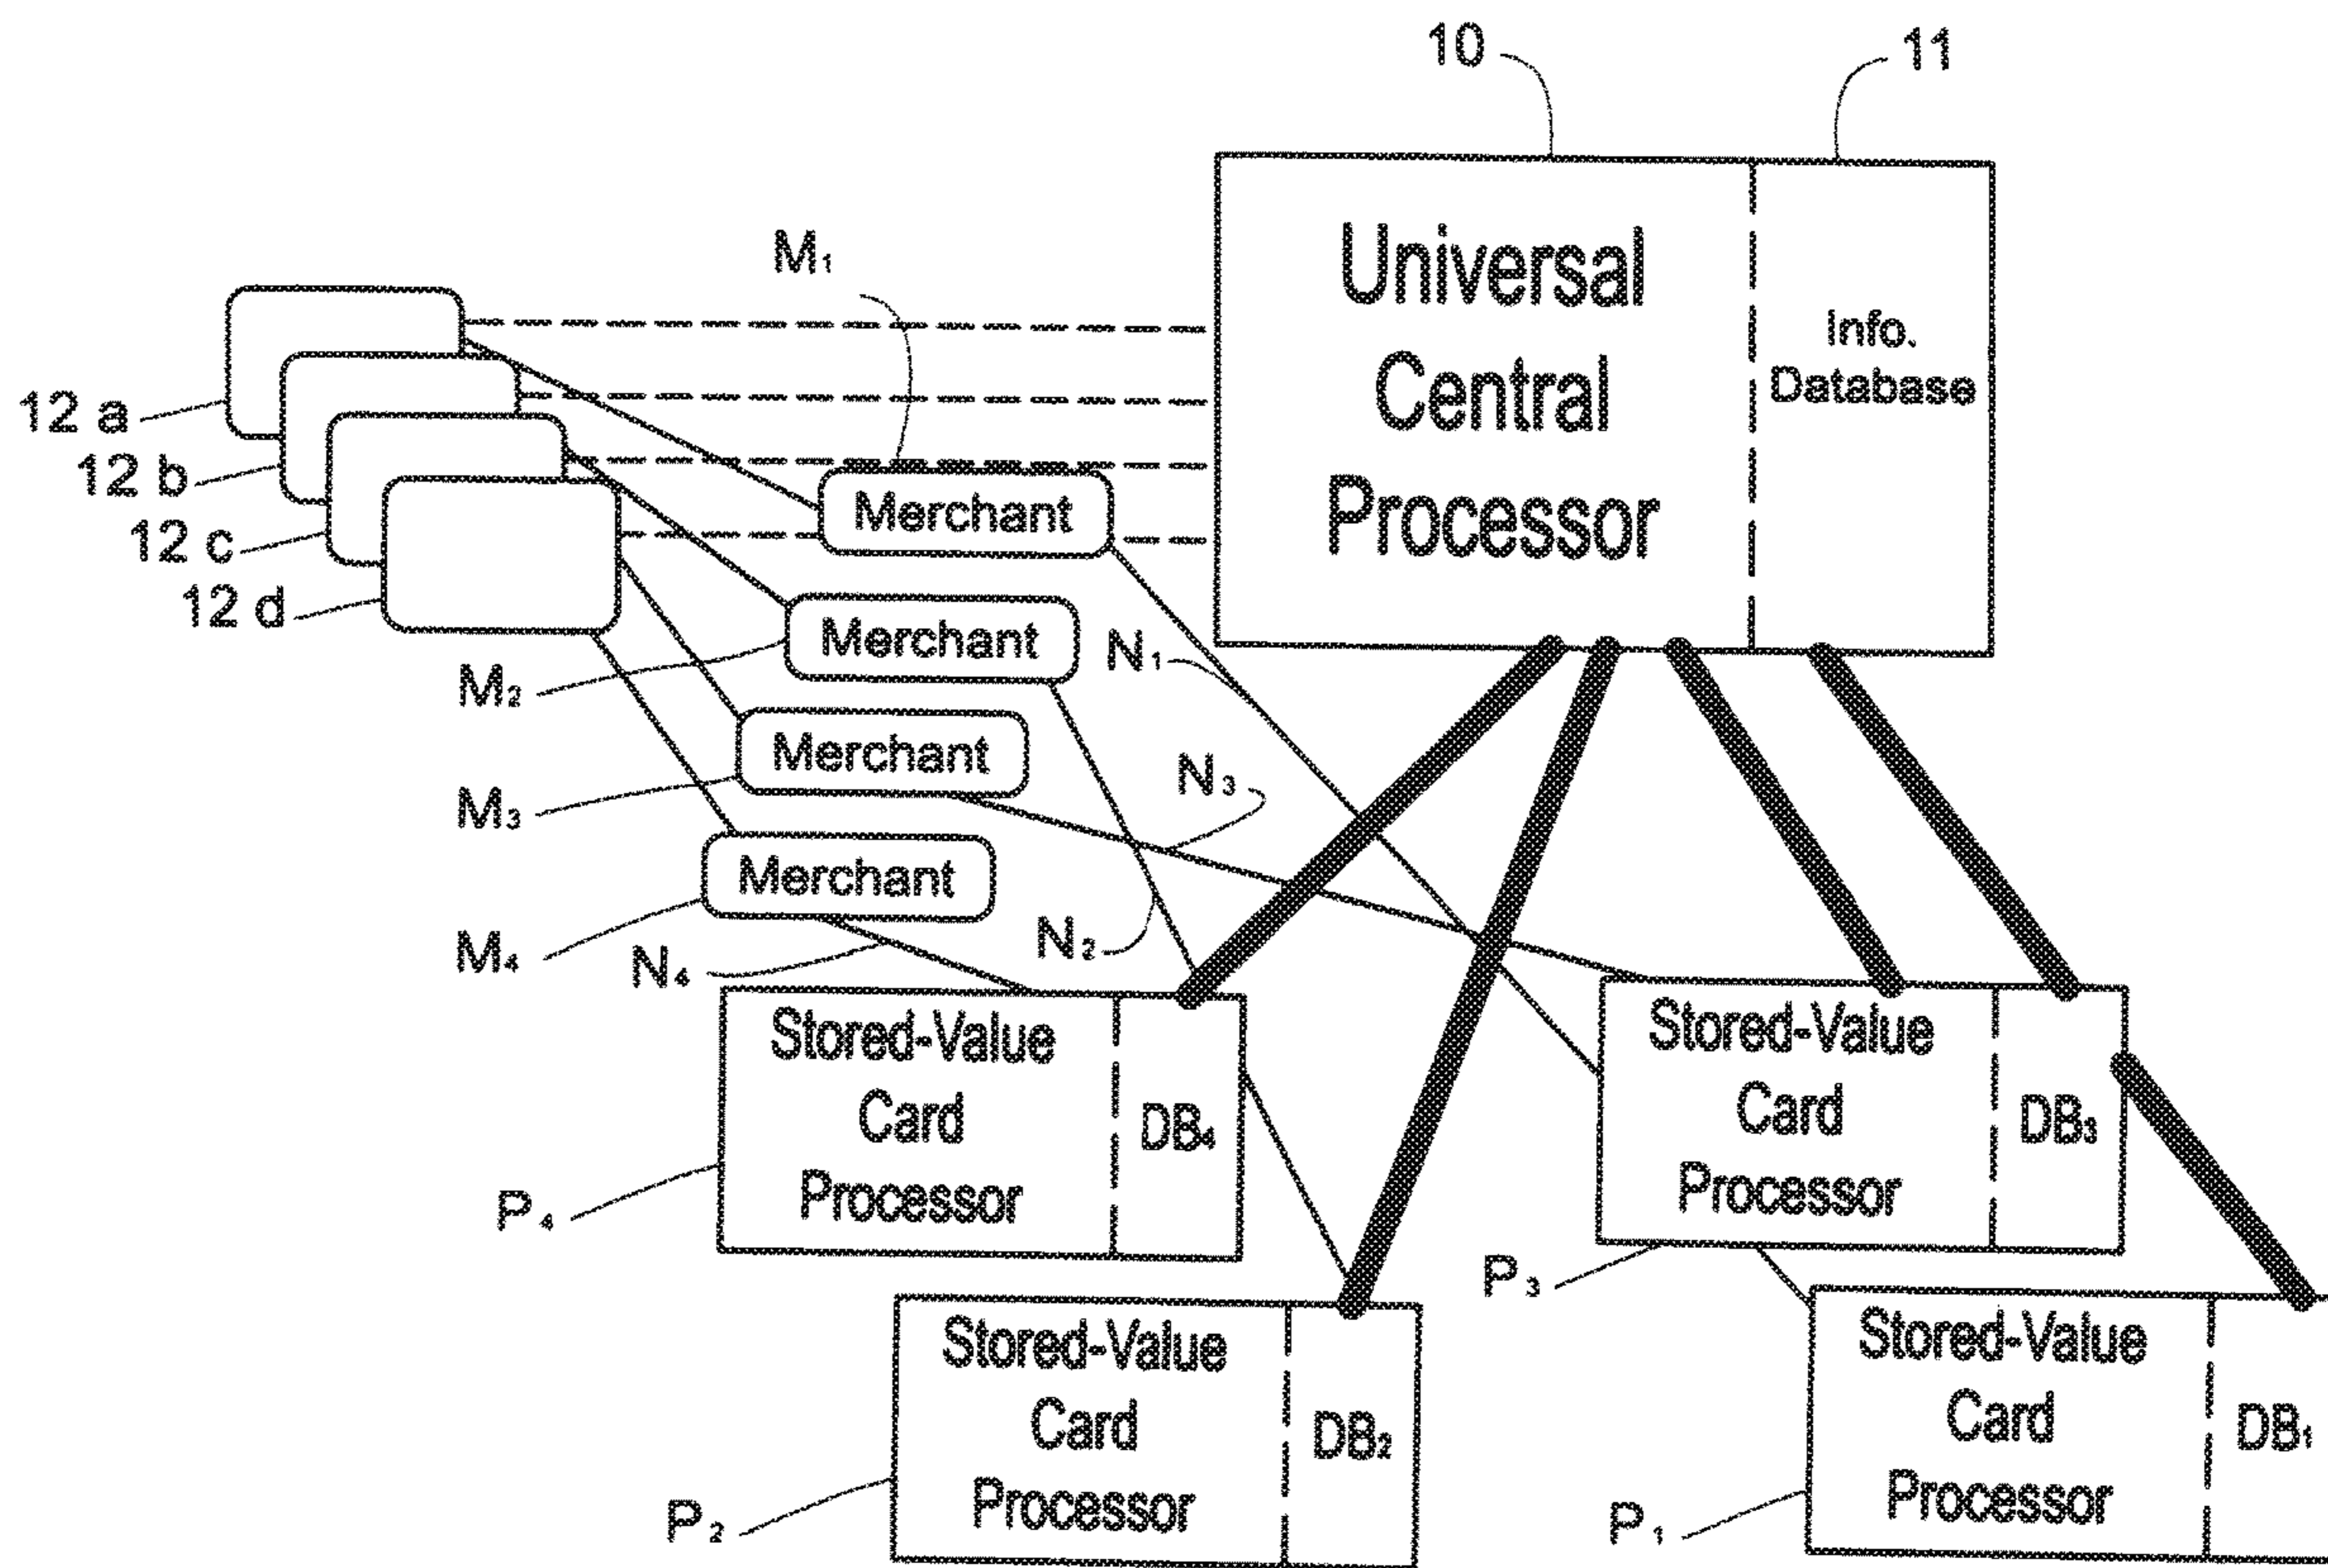 10
11
M₁
Universal
Central
Processor
Info.
Database
12 a
12 b
12 c
12 d
Merchant
Merchant
Merchant
Merchant
M₂
M₃
M₄
N₁
N₃
N₂
N₄
Stored-Value
Card
Processor
DB₄
P₄
Stored-Value
Card
Processor
DB₃
P₃
Stored-Value
Card
Processor
DB₂
P₂
Stored-Value
Card
Processor
DB₁
P₁